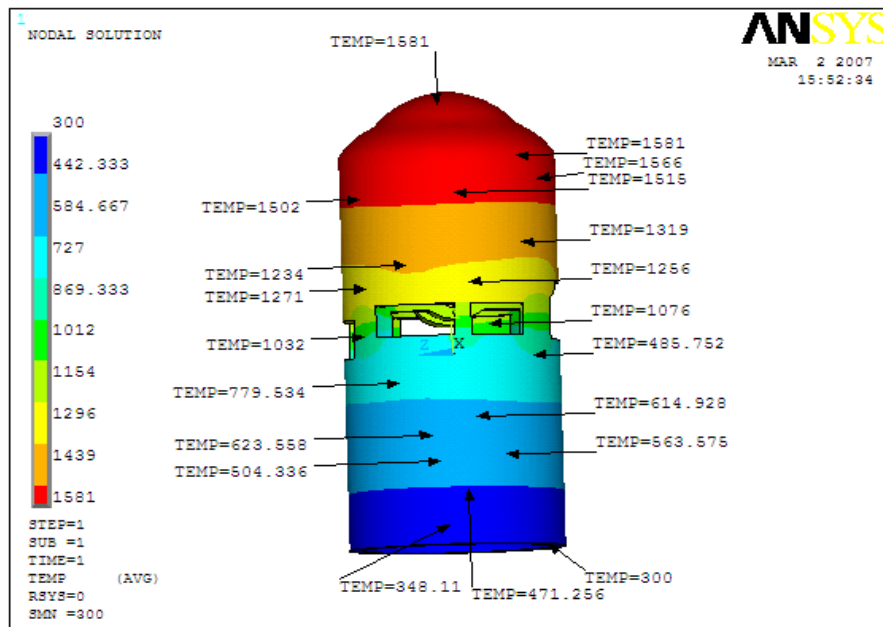 1
NODAL SOLUTION
ANSYS
MAR 2 2007
15:52:34
TEMP=1581
300
442.333
584.667
727
869.333
1012
1154
1296
1439
1581
TEMP=1581
TEMP=1566
TEMP=1515
TEMP=1502
TEMP=1319
TEMP=1234
TEMP=1256
TEMP=1271
TEMP=1076
TEMP=1032
Z X
TEMP=485.752
TEMP=779.534
TEMP=614.928
TEMP=623.558
TEMP=563.575
TEMP=504.336
TEMP=348.11
TEMP=300
TEMP=471.256
STEP=1
SUB =1
TIME=1
TEMP (AVG)
RSYS=0
SMN =300